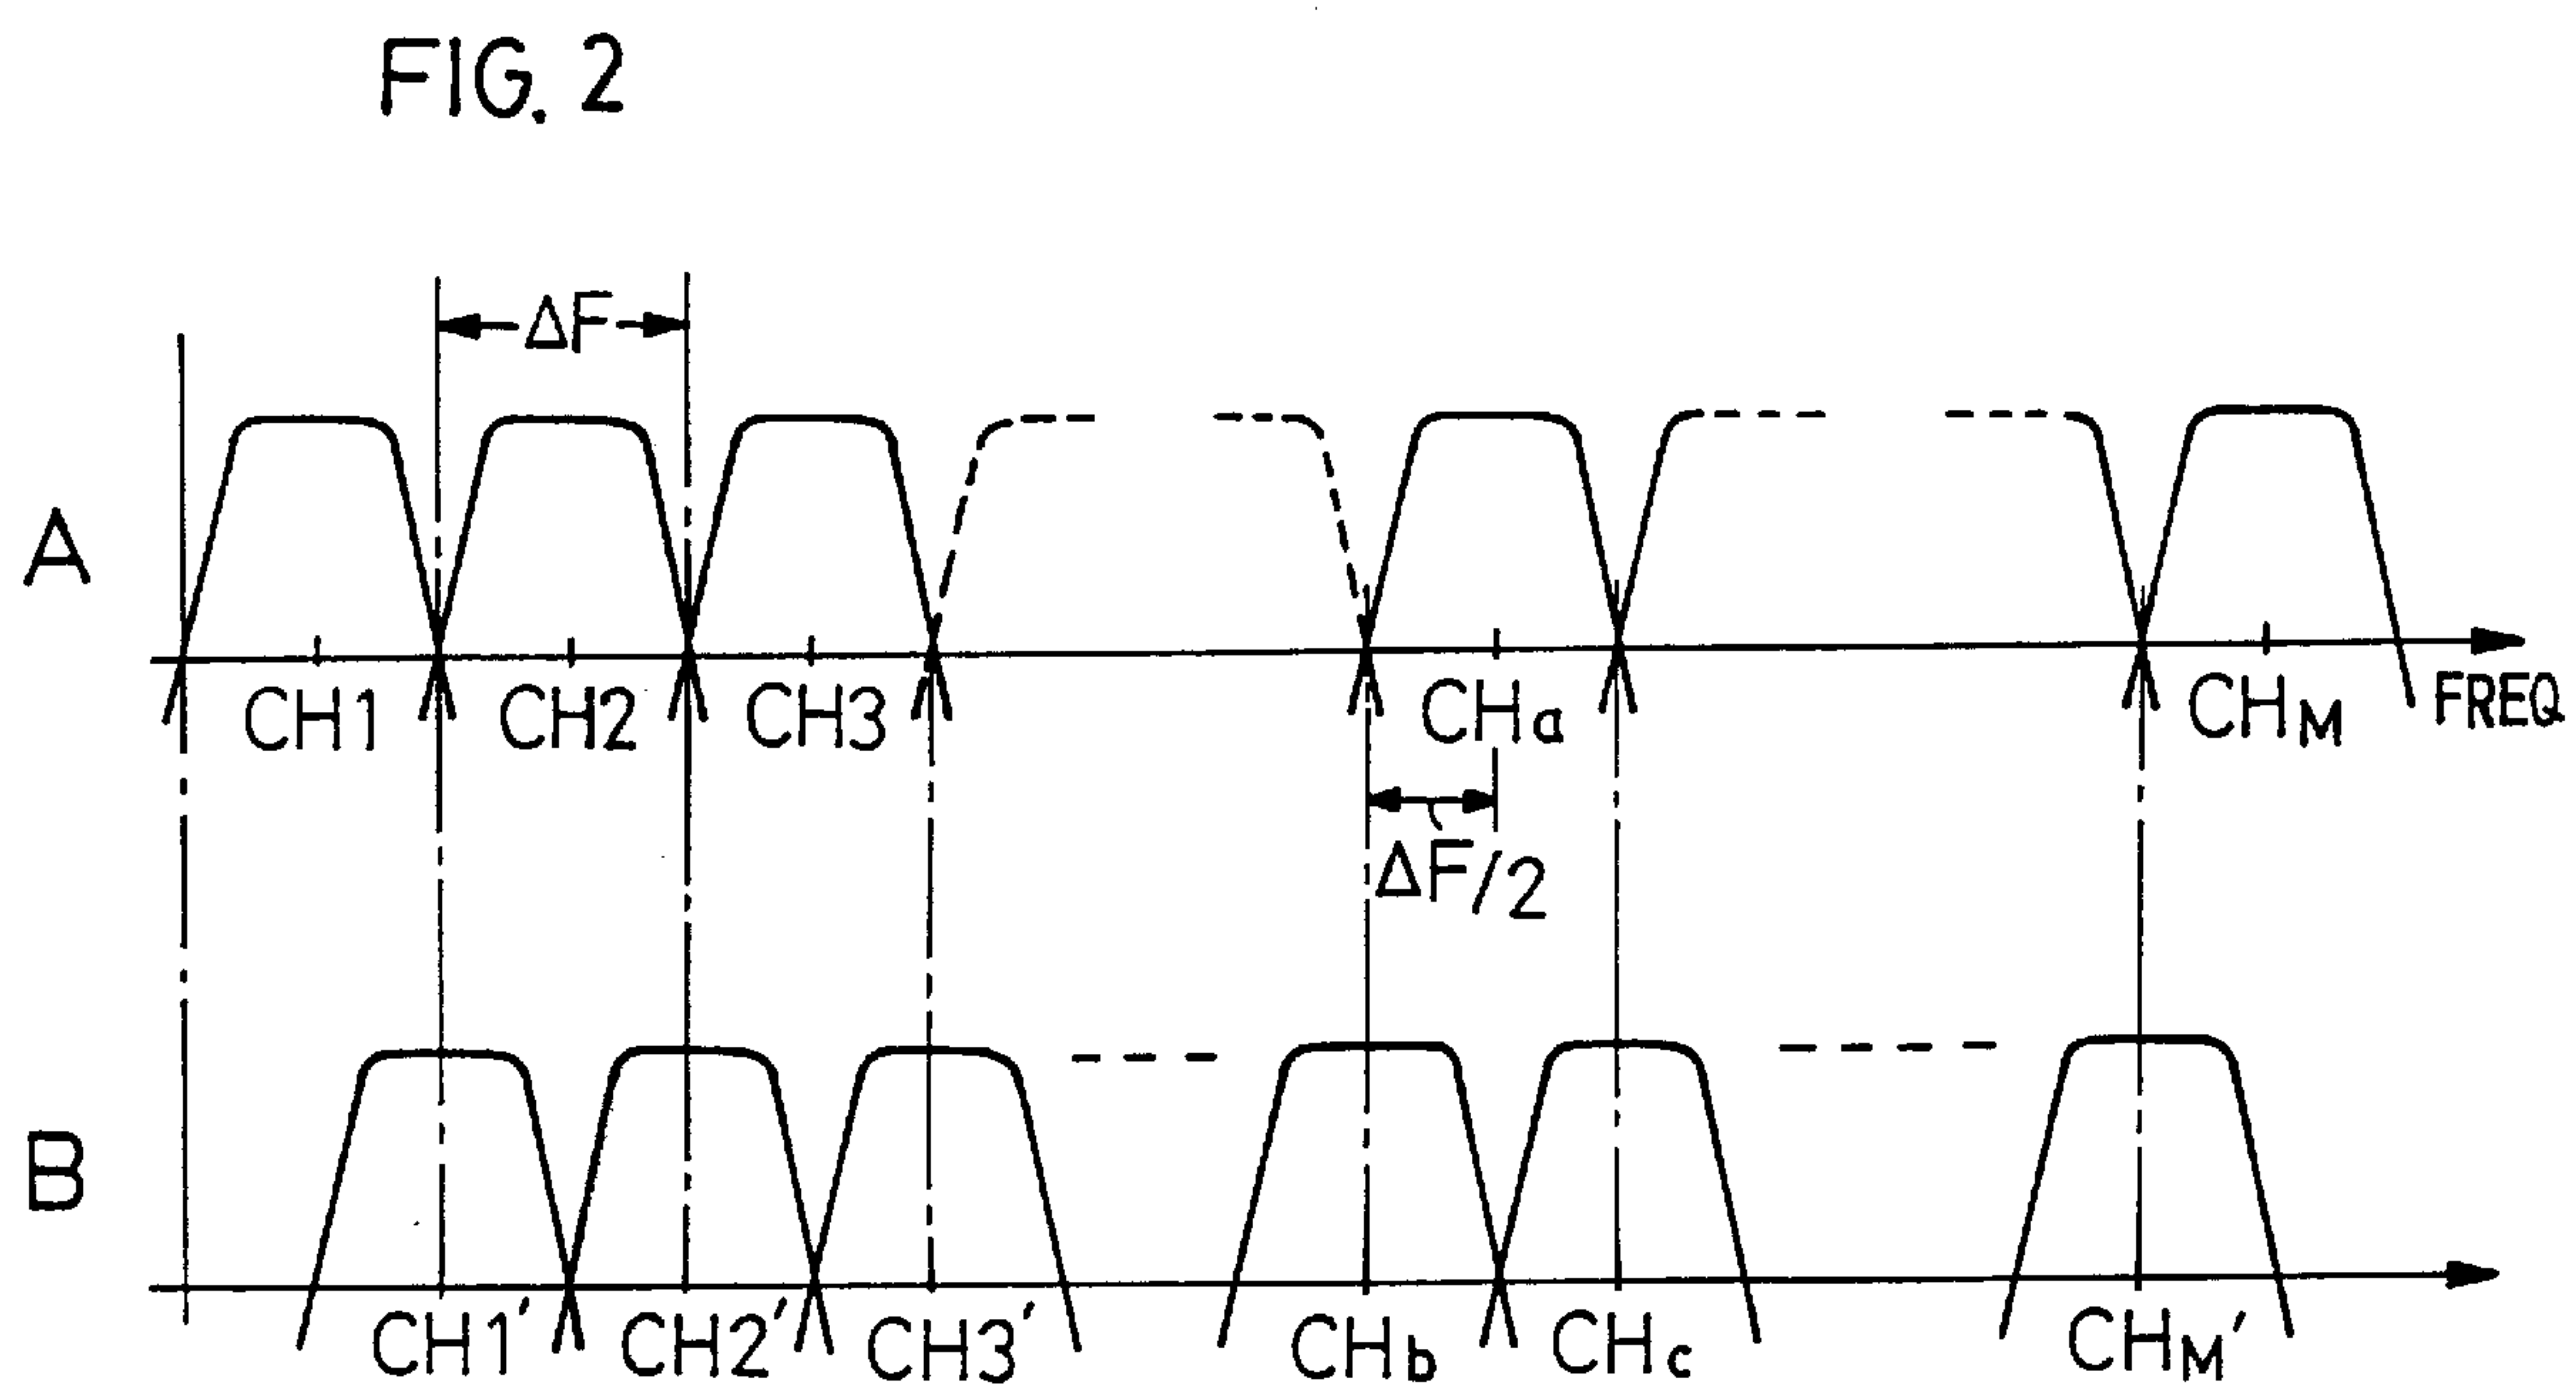 FIG. 2
ΔF
A
CH1 CH2 CH3 CHa CHM FREQ
ΔF/2
B
CH1' CH2' CH3' CHb CHc CHM'